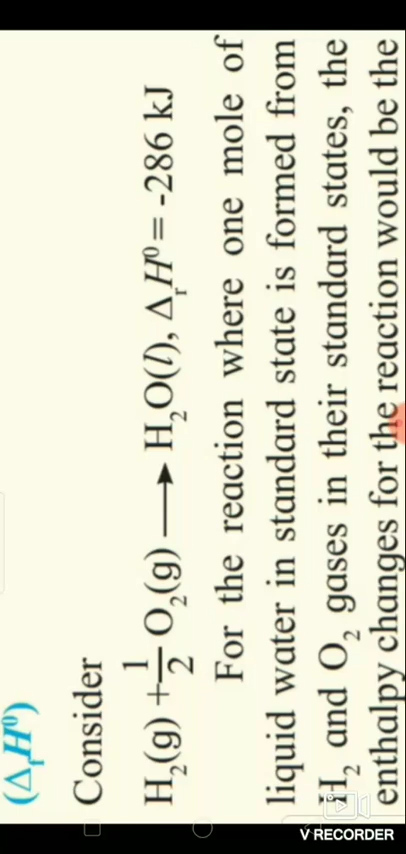 (ΔfH⁰)
Consider
H₂(g) + 1/2 O₂(g) ⟶ H₂O(l), ΔrH⁰ = -286 kJ
For the reaction where one mole of
liquid water in standard state is formed from
H₂ and O₂ gases in their standard states, the
enthalpy changes for the reaction would be the
V RECORDER